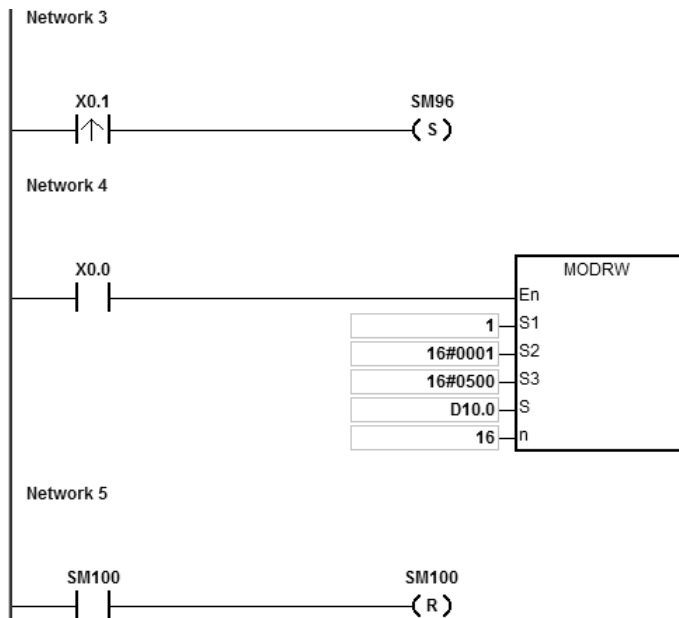 Network 3
X0.1 SM96
S
Network 4
X0.0 MODRW
En
1 S1
16#0001 S2
16#0500 S3
D10.0 S
16 n
Network 5
SM100 SM100
R